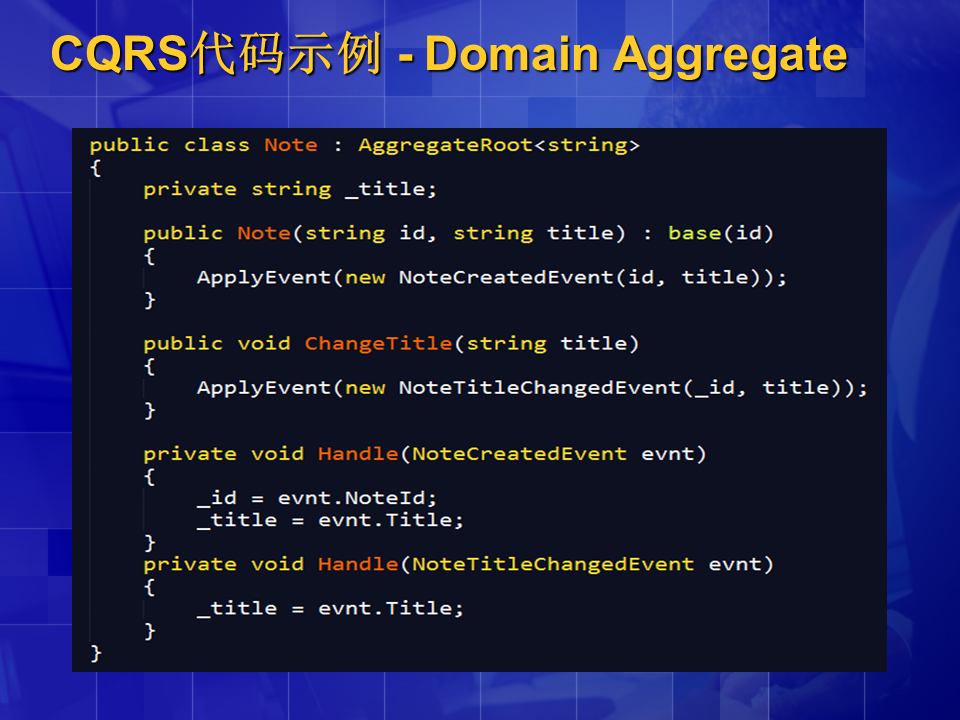 CQRS代码示例 - Domain Aggregate
public class Note : AggregateRoot<string>
{
    private string _title;
    public Note(string id, string title) : base(id)
    {
        ApplyEvent(new NoteCreatedEvent(id, title));
    }
    public void ChangeTitle(string title)
    {
        ApplyEvent(new NoteTitleChangedEvent(_id, title));
    }
    private void Handle(NoteCreatedEvent evnt)
    {
        _id = evnt.NoteId;
        _title = evnt.Title;
    }
    private void Handle(NoteTitleChangedEvent evnt)
    {
        _title = evnt.Title;
    }
}